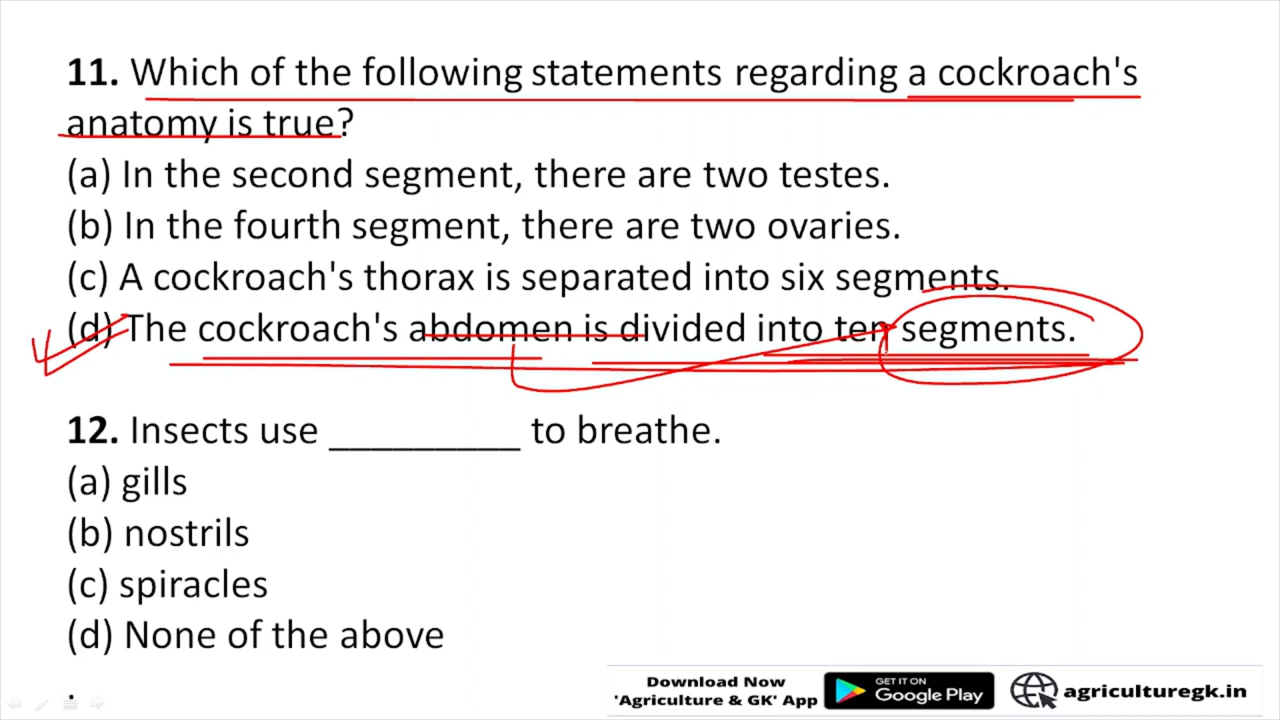 11. Which of the following statements regarding a cockroach's
anatomy is true?
(a) In the second segment, there are two testes.
(b) In the fourth segment, there are two ovaries.
(c) A cockroach's thorax is separated into six segments.
(d) The cockroach's abdomen is divided into ten segments.
12. Insects use _________ to breathe.
(a) gills
(b) nostrils
(c) spiracles
(d) None of the above
Download Now
'Agriculture & GK' App
GET IT ON
Google Play
agriculturegk.in